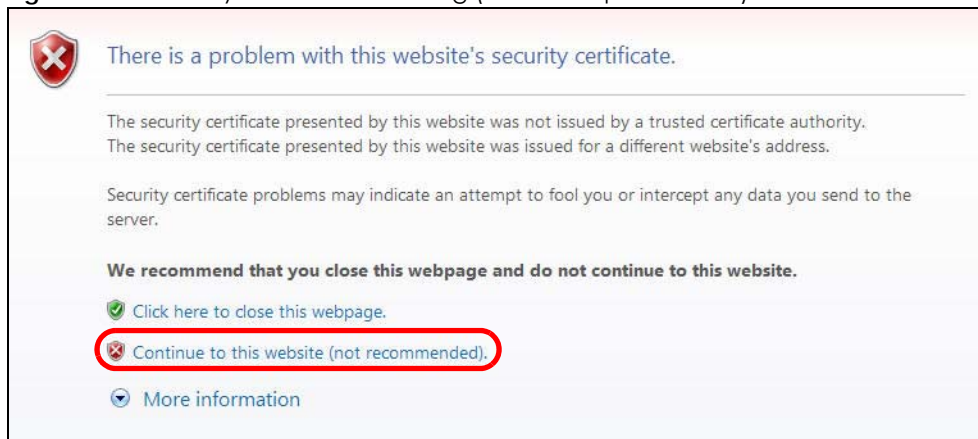 There is a problem with this website's security certificate.
The security certificate presented by this website was not issued by a trusted certificate authority.
The security certificate presented by this website was issued for a different website's address.
Security certificate problems may indicate an attempt to fool you or intercept any data you send to the
server.
We recommend that you close this webpage and do not continue to this website.
Click here to close this webpage.
Continue to this website (not recommended).
More information